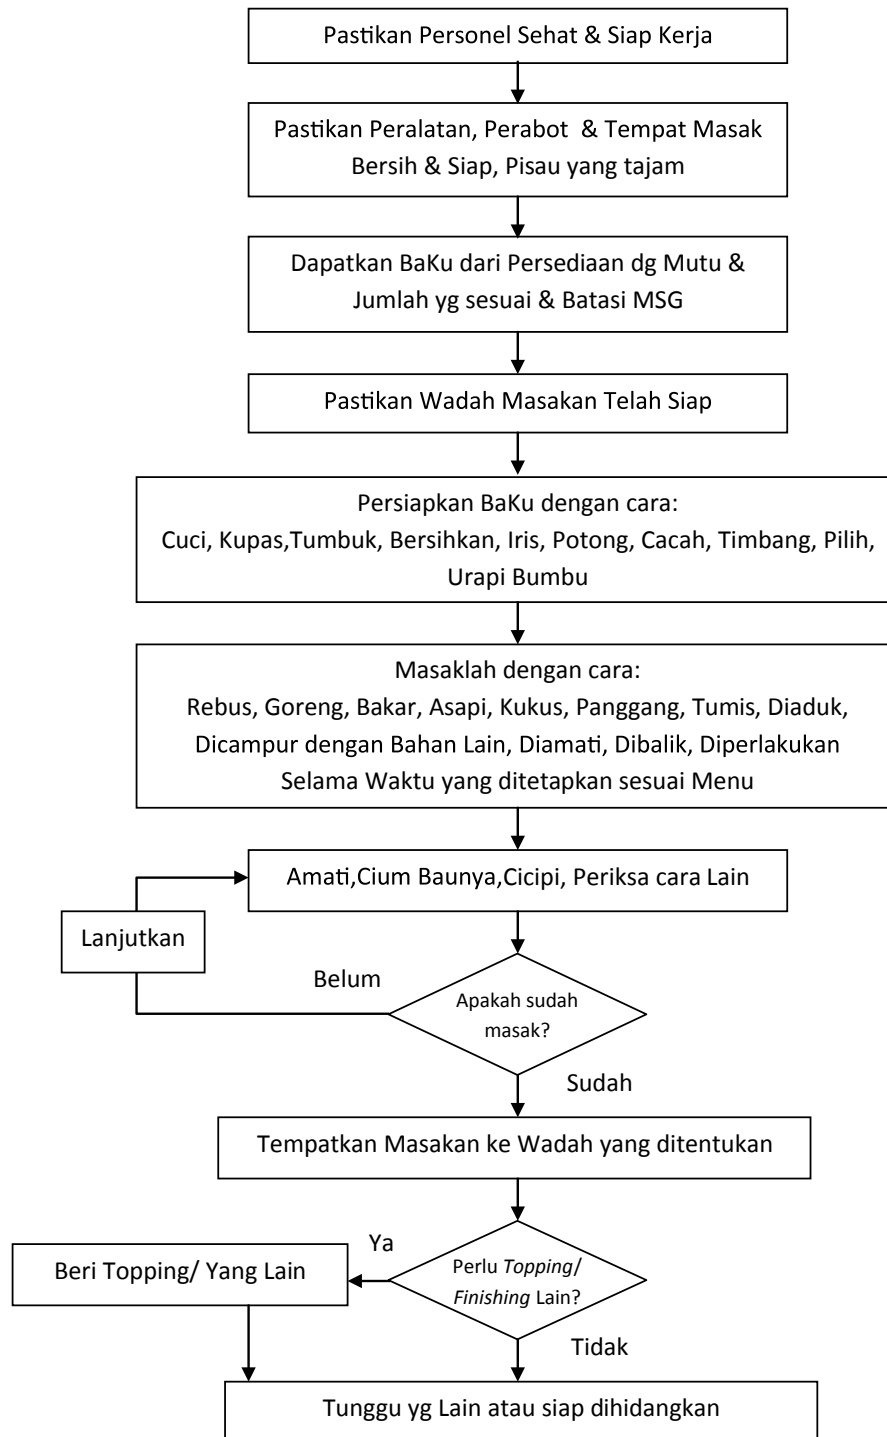 Pastikan Personel Sehat & Siap Kerja
Pastikan Peralatan, Perabot & Tempat Masak
Bersih & Siap, Pisau yang tajam
Dapatkan BaKu dari Persediaan dg Mutu &
Jumlah yg sesuai & Batasi MSG
Pastikan Wadah Masakan Telah Siap
Persiapkan BaKu dengan cara:
Cuci, Kupas,Tumbuk, Bersihkan, Iris, Potong, Cacah, Timbang, Pilih,
Urapi Bumbu
Masaklah dengan cara:
Rebus, Goreng, Bakar, Asapi, Kukus, Panggang, Tumis, Diaduk,
Dicampur dengan Bahan Lain, Diamati, Dibalik, Diperlakukan
Selama Waktu yang ditetapkan sesuai Menu
Amati,Cium Baunya,Cicipi, Periksa cara Lain
Lanjutkan
Belum
Apakah sudah
masak?
Sudah
Tempatkan Masakan ke Wadah yang ditentukan
Ya
Beri Topping/ Yang Lain
Perlu Topping/
Finishing Lain?
Tidak
Tunggu yg Lain atau siap dihidangkan